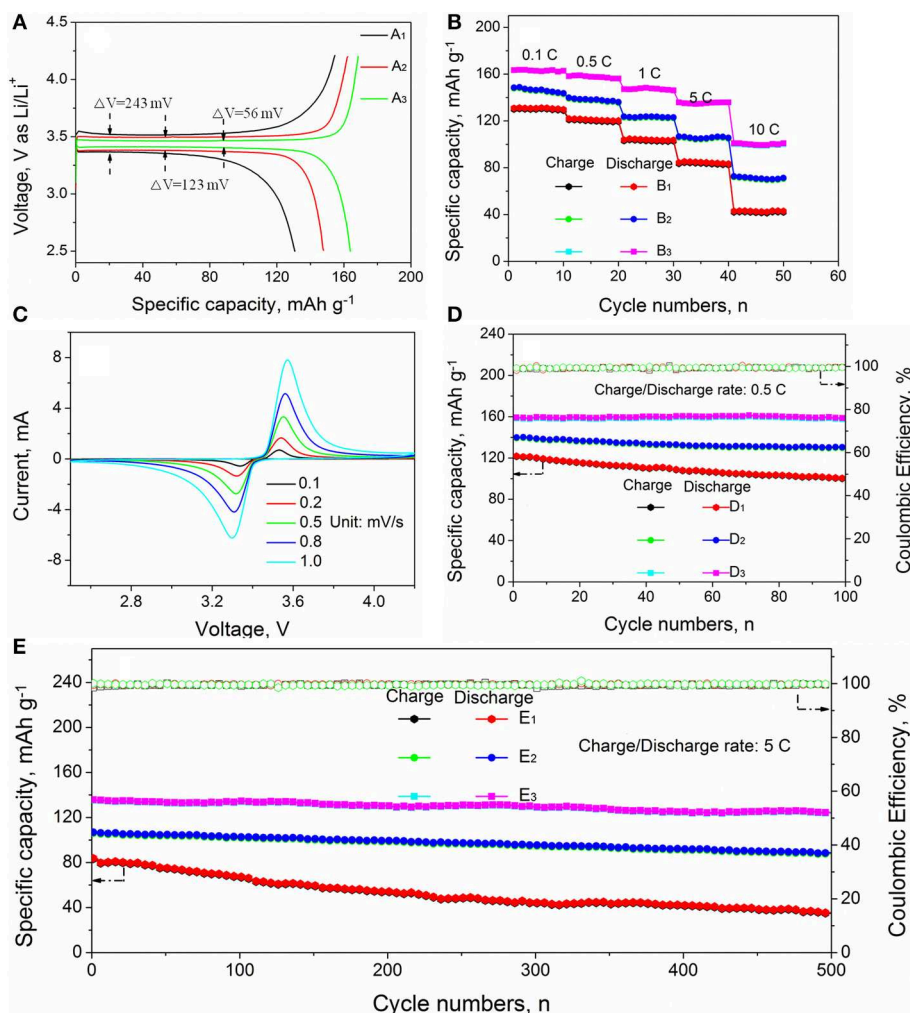 A
Voltage, V as Li/Li⁺
4.5
4.0
3.5
3.0
2.5
0 40 80 120 160 200
Specific capacity, mAh g⁻¹
△V=243 mV
△V=56 mV
△V=123 mV
A₁
A₂
A₃
B
Specific capacity, mAh g⁻¹
200
160
120
80
40
0
0 10 20 30 40 50 60
Cycle numbers, n
0.1 C
0.5 C
1 C
5 C
10 C
Charge Discharge
B₁
B₂
B₃
C
Current, mA
8
4
0
-4
-8
2.8 3.2 3.6 4.0
Voltage, V
0.1
0.2
0.5 Unit: mV/s
0.8
1.0
D
Specific capacity, mAh g⁻¹
240
200
160
120
80
40
0
0 20 40 60 80 100
Cycle numbers, n
Charge/Discharge rate: 0.5 C
Charge Discharge
D₁
D₂
D₃
100
80
60
40
20
0
Coulombic Efficiency, %
E
Specific capacity, mAh g⁻¹
240
200
160
120
80
40
0
0 100 200 300 400 500
Cycle numbers, n
Charge Discharge
E₁
E₂
E₃
Charge/Discharge rate: 5 C
100
80
60
40
20
0
Coulombic Efficiency, %